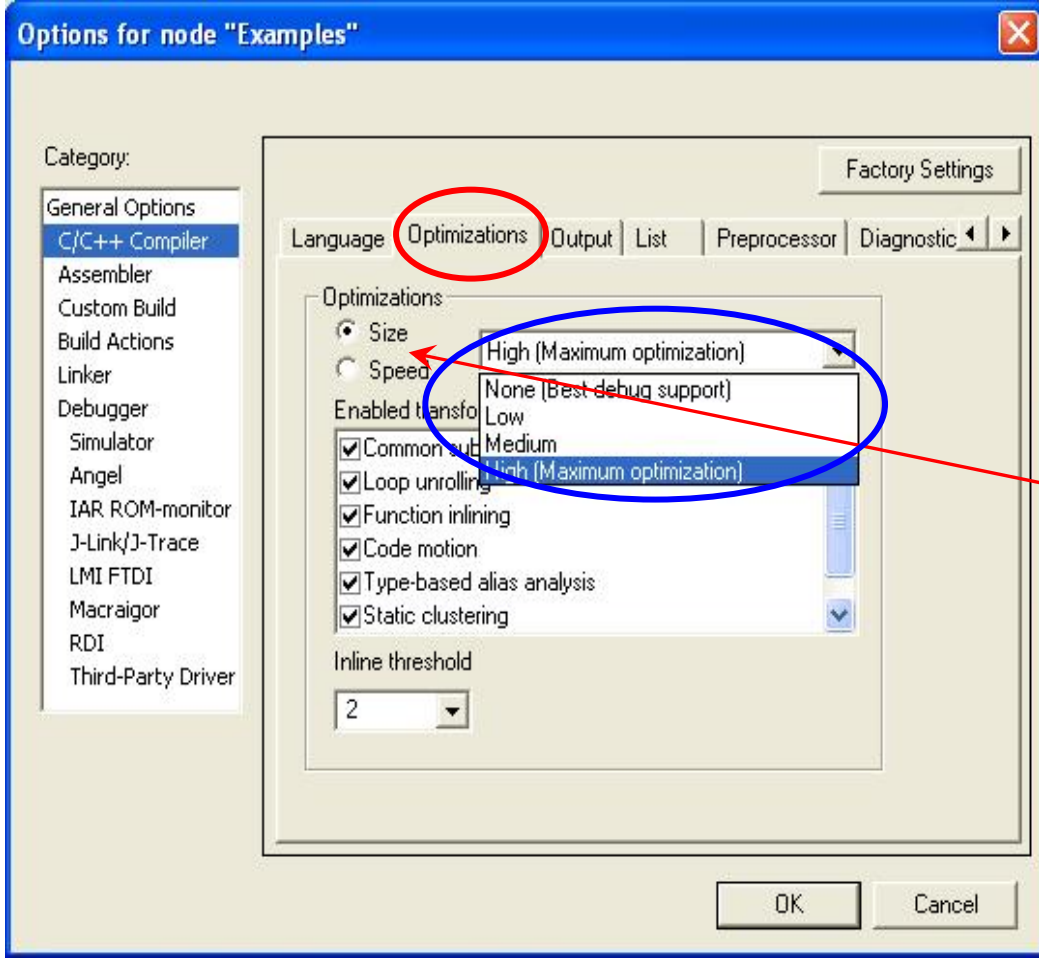 Options for node "Examples"
Category:
Factory Settings
General Options
C/C++ Compiler
Assembler
Custom Build
Build Actions
Linker
Debugger
Simulator
Angel
IAR ROM-monitor
J-Link/J-Trace
LMI FTDI
Macraigor
RDI
Third-Party Driver
Language Optimizations Output List Preprocessor Diagnostic
Optimizations
Size
Speed
High (Maximum optimization)
None (Best debug support)
Low
Medium
High (Maximum optimization)
Enabled transfo
Common sub
Loop unrolling
Function inlining
Code motion
Type-based alias analysis
Static clustering
Inline threshold
2
OK Cancel